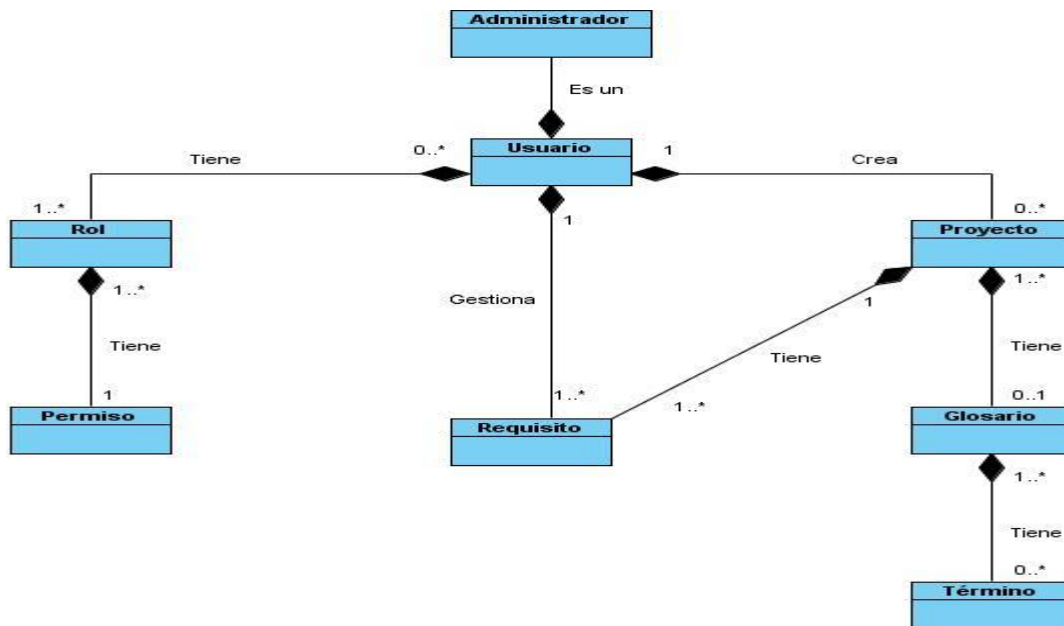 Administrador
Es un
Usuario
Tiene
0..*
1
Crea
1..*
Rol
1
0..*
Proyecto
1..*
Gestiona
1
1..*
Tiene
Tiene
Tiene
1
Permiso
1..*
Requisito
1..*
0..1
Glosario
1..*
Tiene
0..*
Término